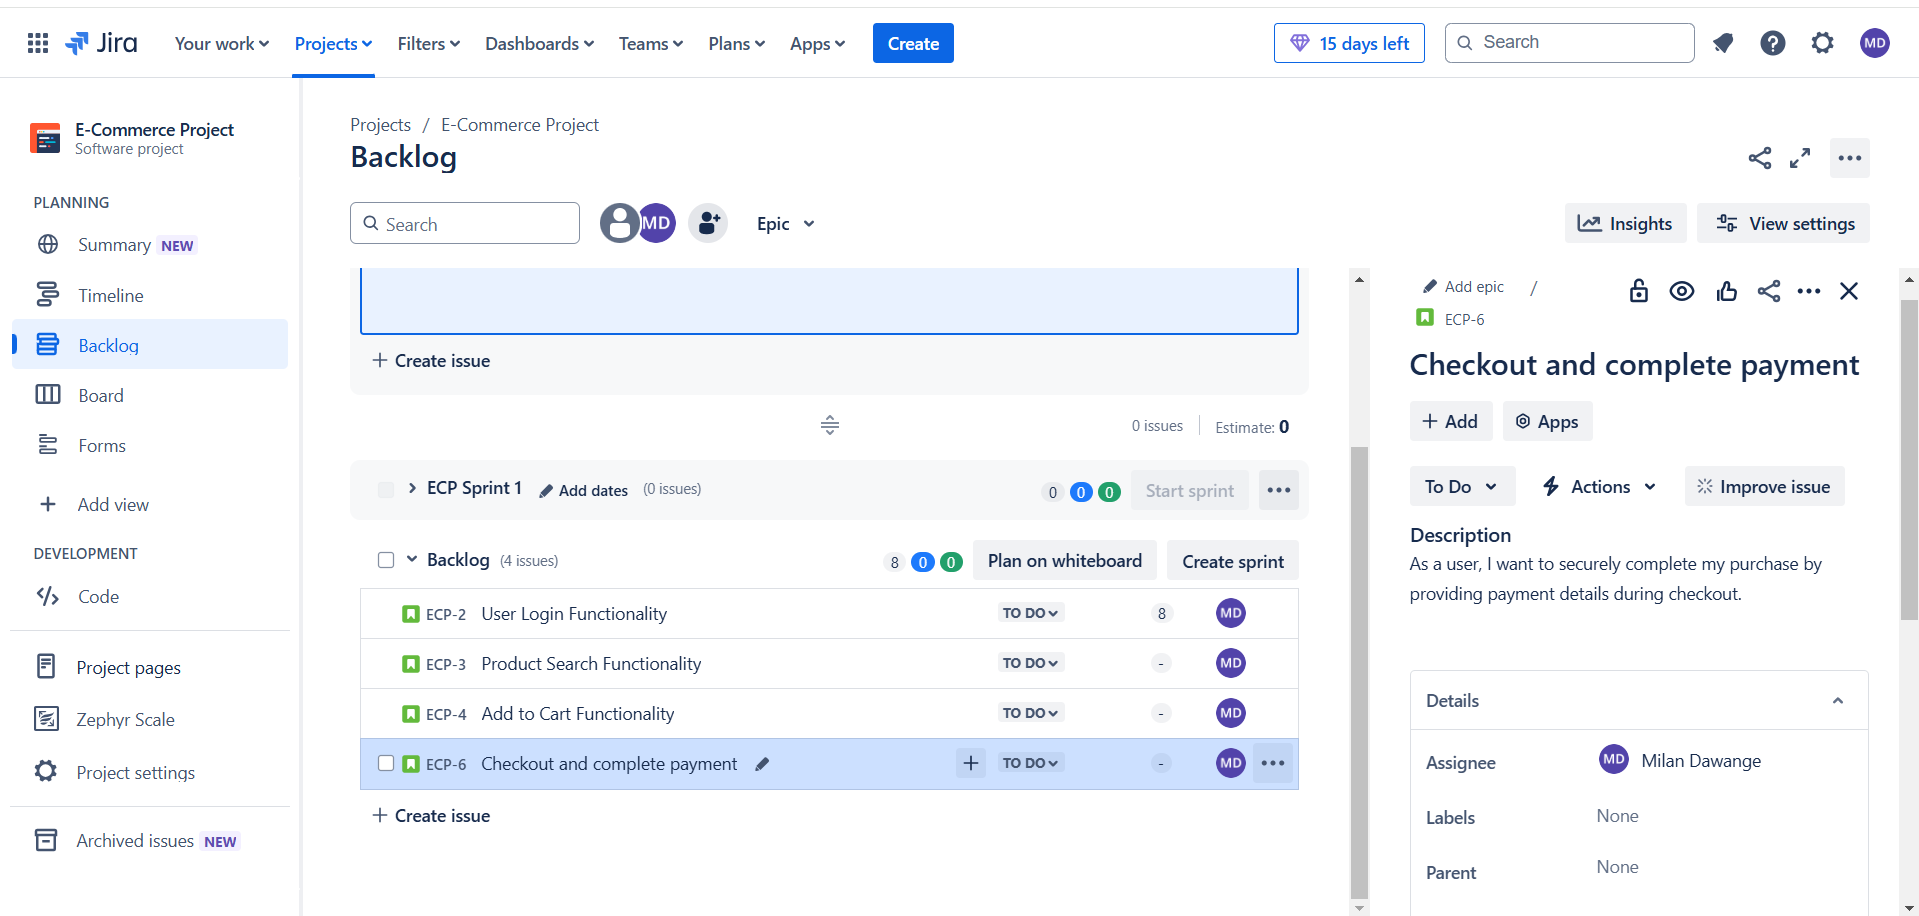 Jira
Your work
Projects
Filters
Dashboards
Teams
Plans
Apps
Create
15 days left
Search
MD
E-Commerce Project
Software project
PLANNING
Summary NEW
Timeline
Backlog
Board
Forms
Add view
DEVELOPMENT
Code
Project pages
Zephyr Scale
Project settings
Archived issues NEW
Projects / E-Commerce Project
Backlog
Search
MD
Epic
Insights
View settings
+ Create issue
0 issues
Estimate: 0
ECP Sprint 1
Add dates
(0 issues)
0 0 0
Start sprint
Backlog (4 issues)
8 0 0
Plan on whiteboard
Create sprint
ECP-2 User Login Functionality TO DO 8 MD
ECP-3 Product Search Functionality TO DO - MD
ECP-4 Add to Cart Functionality TO DO - MD
ECP-6 Checkout and complete payment + TO DO - MD
+ Create issue
Add epic /
ECP-6
Checkout and complete payment
+ Add
Apps
To Do
Actions
Improve issue
Description
As a user, I want to securely complete my purchase by
providing payment details during checkout.
Details
Assignee MD Milan Dawange
Labels None
Parent None